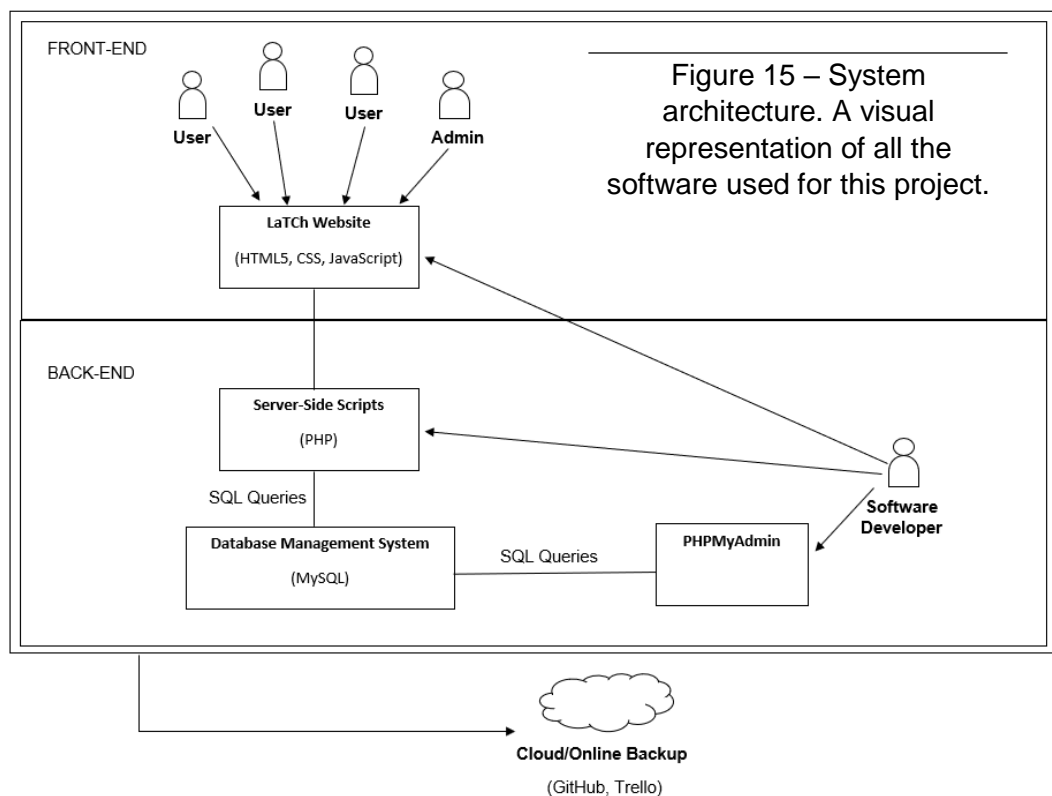 FRONT-END
User
User
User
Admin
Figure 15 – System
architecture. A visual
representation of all the
software used for this project.
LaTCh Website
(HTML5, CSS, JavaScript)
BACK-END
Server-Side Scripts
(PHP)
SQL Queries
Software
Developer
Database Management System
(MySQL)
SQL Queries
PHPMyAdmin
Cloud/Online Backup
(GitHub, Trello)